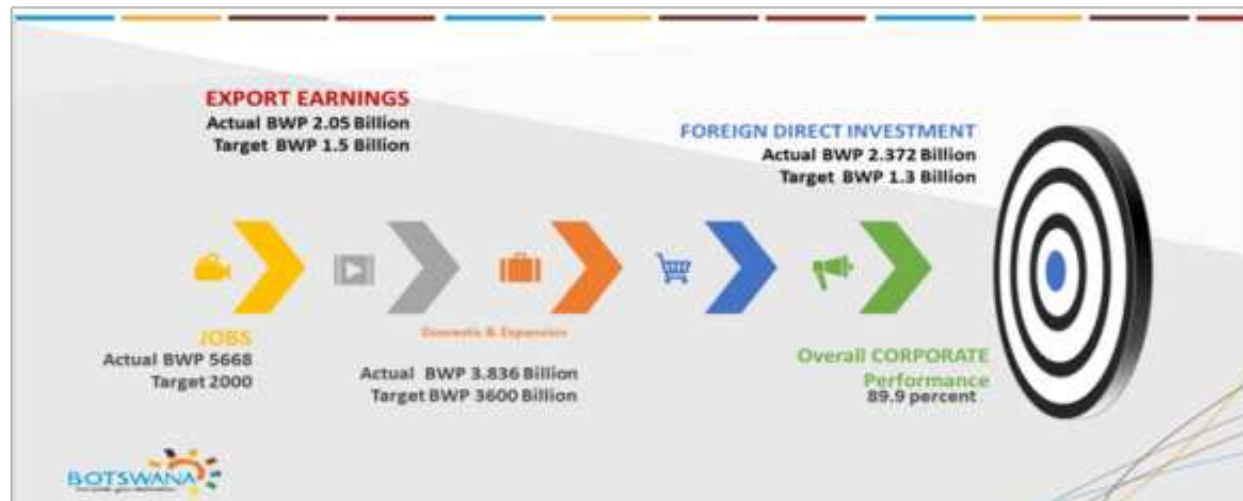 EXPORT EARNINGS
Actual BWP 2.05 Billion
Target BWP 1.5 Billion
FOREIGN DIRECT INVESTMENT
Actual BWP 2.372 Billion
Target BWP 1.3 Billion
JOBS
Actual BWP 5668
Target 2000
Domestic & Expansion
Actual BWP 3.836 Billion
Target BWP 3600 Billion
Overall CORPORATE
Performance
89.9 percent
BOTSWANA